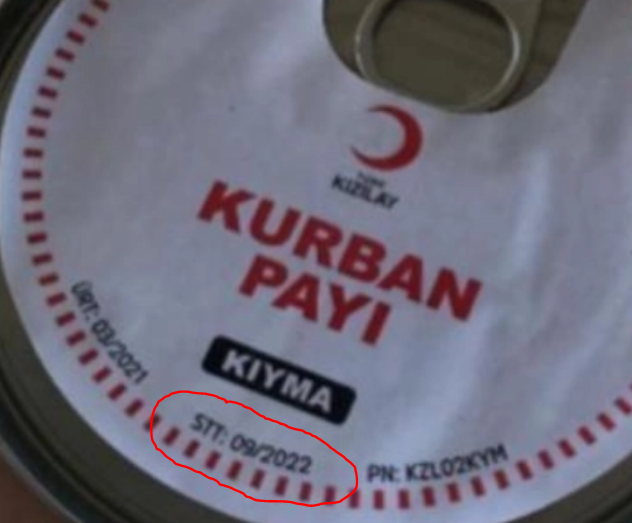 TÜRK
KIZILAY
KURBAN
PAYI
KIYMA
ÜRT: 03/2021
STT: 09/2022
PN: KZL02KYM